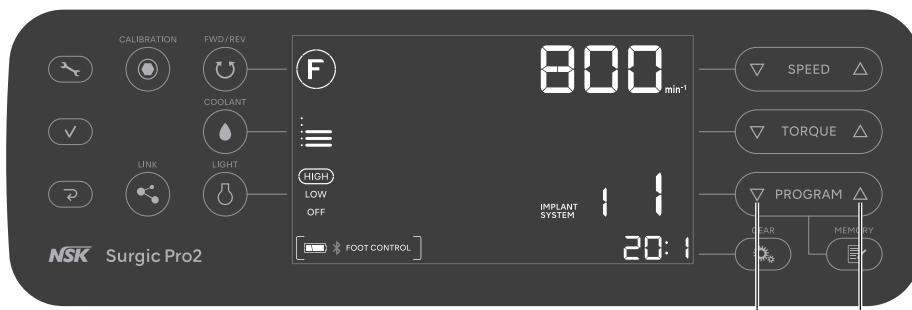 CALIBRATION
FWD/REV
COOLANT
LINK
LIGHT
F
800 min-1
HIGH
LOW
OFF
IMPLANT
SYSTEM
1 1
FOOT CONTROL
20:1
SPEED
TORQUE
PROGRAM
GEAR
MEMORY
NSK Surgic Pro2